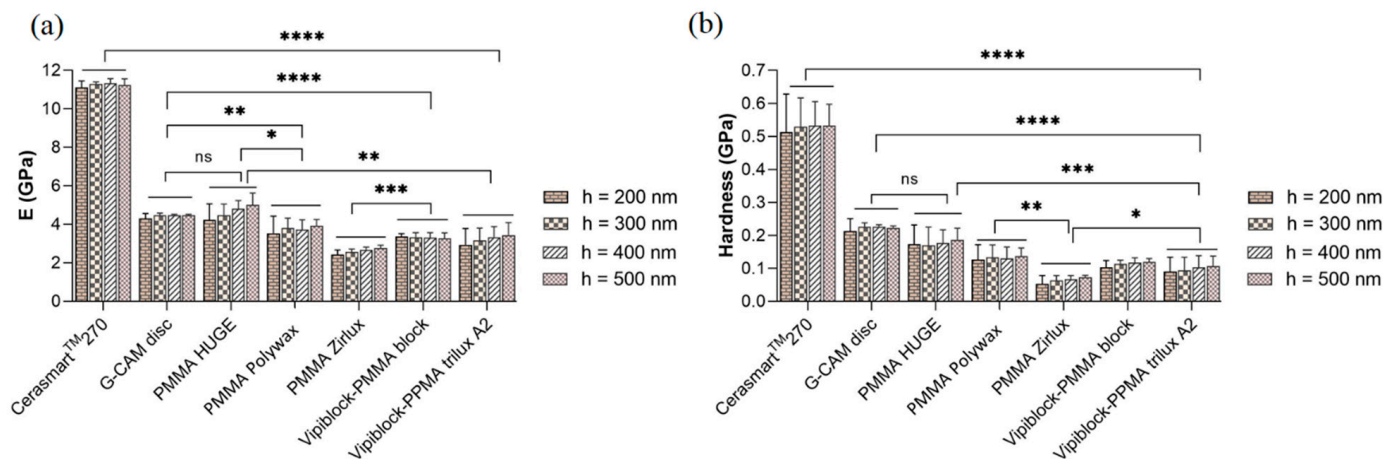 (a)
****
****
**
*
ns
**
***
E (GPa)
12
10
8
6
4
2
0
Cerasmart™270
G-CAM disc
PMMA HUGE
PMMA Polywax
PMMA Zirlux
Vipiblock-PMMA block
Vipiblock-PPMA trilux A2
h = 200 nm
h = 300 nm
h = 400 nm
h = 500 nm
(b)
****
****
***
ns
**
*
Hardness (GPa)
0.7
0.6
0.5
0.4
0.3
0.2
0.1
0.0
Cerasmart™270
G-CAM disc
PMMA HUGE
PMMA Polywax
PMMAA Zirlux
Vipiblock-PMMA block
Vipiblock-PPMA trilux A2
h = 200 nm
h = 300 nm
h = 400 nm
h = 500 nm